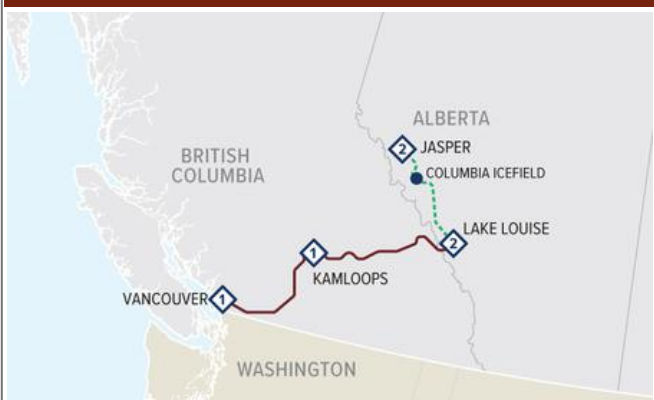 ALBERTA
2 JASPER
BRITISH
COLUMBIA
COLUMBIA ICEFIELD
LAKE LOUISE
2
1
KAMLOOPS
VANCOUVER 1
WASHINGTON